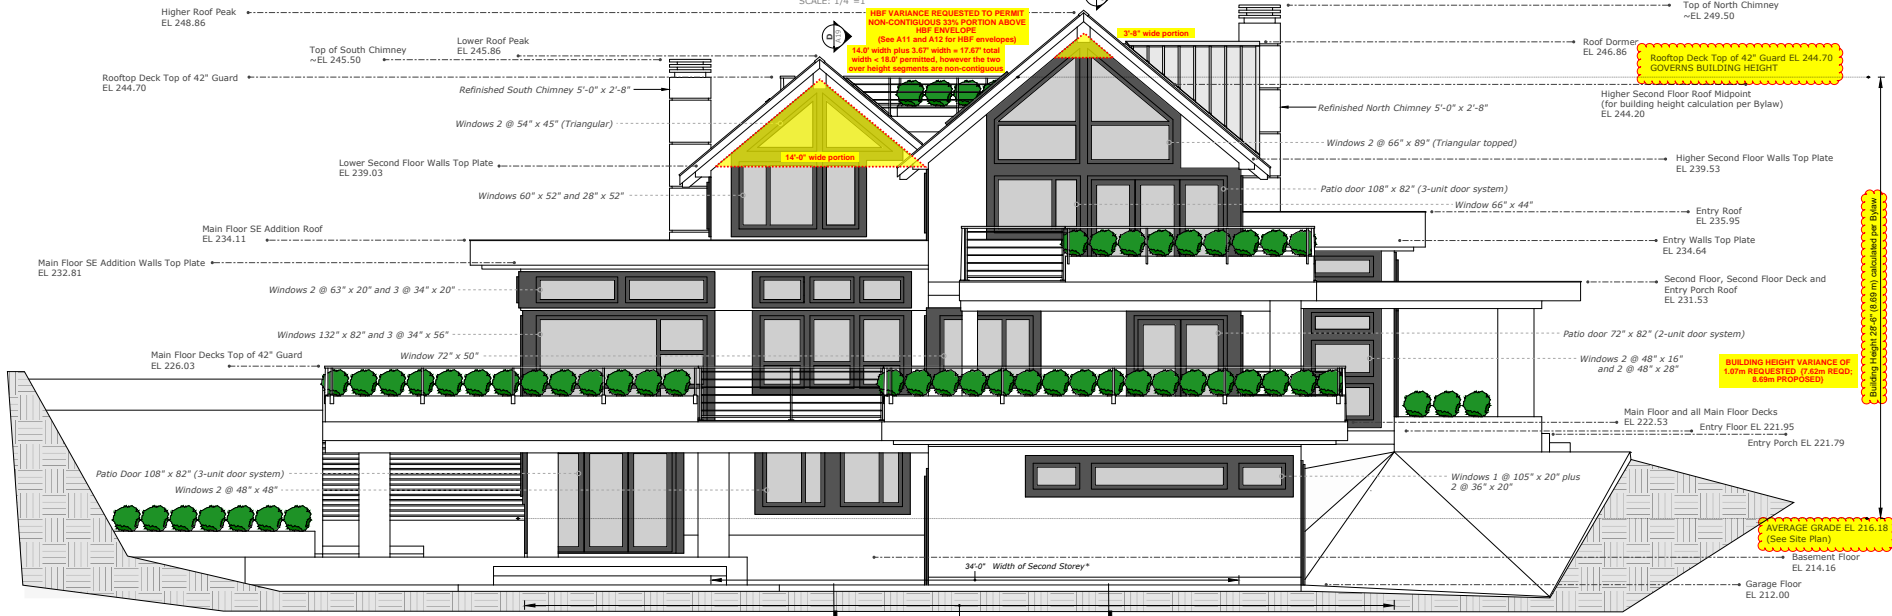 SCALE: 1/4"=1'
Higher Roof Peak
EL 248.86
Lower Roof Peak
EL 245.86
Top of South Chimney
~EL 245.50
Rooftop Deck Top of 42" Guard
EL 244.70
Refinished South Chimney 5'-0" x 2'-8"
Windows 2 @ 54" x 45" (Triangular)
14'-0" wide portion
Lower Second Floor Walls Top Plate
EL 239.03
Windows 60" x 52" and 28" x 52"
Main Floor SE Addition Roof
EL 234.11
Main Floor SE Addition Walls Top Plate
EL 232.81
Windows 2 @ 63" x 20" and 3 @ 34" x 20"
Windows 132" x 82" and 3 @ 34" x 56"
Main Floor Decks Top of 42" Guard
EL 226.03
Window 72" x 50"
Patio Door 108" x 82" (3-unit door system)
Windows 2 @ 48" x 48"
D
A19
HBF VARIANCE REQUESTED TO PERMIT
NON-CONTIGUOUS 33% PORTION ABOVE
HBF ENVELOPE
(See A11 and A12 for HBF envelopes)
14.0' width plus 3.67' width = 17.67' total
width < 18.0' permitted, however the two
over height segments are non-contiguous
3'-8" wide portion
Top of North Chimney
~EL 249.50
Roof Dormer
EL 246.86
Rooftop Deck Top of 42" Guard EL 244.70
GOVERNS BUILDING HEIGHT
Higher Second Floor Roof Midpoint
(for building height calculation per Bylaw)
EL 244.20
Refinished North Chimney 5'-0" x 2'-8"
Windows 2 @ 66" x 89" (Triangular topped)
Higher Second Floor Walls Top Plate
EL 239.53
Patio door 108" x 82" (3-unit door system)
Window 66" x 44"
Entry Roof
EL 235.95
Entry Walls Top Plate
EL 234.64
Second Floor, Second Floor Deck and
Entry Porch Roof
EL 231.53
Patio door 72" x 82" (2-unit door system)
Windows 2 @ 48" x 16"
and 2 @ 48" x 28"
BUILDING HEIGHT VARIANCE OF
1.07m REQUESTED (7.62m REQD;
8.69m PROPOSED)
Building Height 28'-6" (8.69 m) calculated per Bylaw
Main Floor and all Main Floor Decks
EL 222.53
Entry Floor EL 221.95
Entry Porch EL 221.79
Windows 1 @ 105" x 20" plus
2 @ 36" x 20"
AVERAGE GRADE EL 216.18
(See Site Plan)
Basement Floor
EL 214.16
Garage Floor
EL 212.00
34'-0" Width of Second Storey*